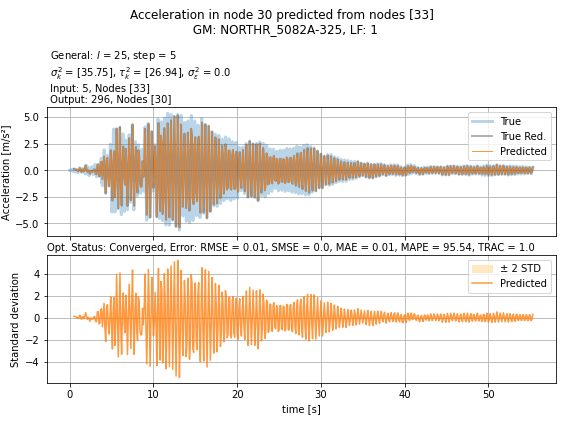 Acceleration in node 30 predicted from nodes [33]
GM: NORTHR_5082A-325, LF: 1
General: l = 25, step = 5
σ²ₖ = [35.75], τ²ₖ = [26.94], σ²ε = 0.0
Input: 5, Nodes [33]
Output: 296, Nodes [30]
Acceleration [m/s²]
5.0
2.5
0.0
−2.5
−5.0
True
True Red.
Predicted
Opt. Status: Converged, Error: RMSE = 0.01, SMSE = 0.0, MAE = 0.01, MAPE = 95.54, TRAC = 1.0
Standard deviation
4
2
0
−2
−4
± 2 STD
Predicted
0 10 20 30 40 50
time [s]